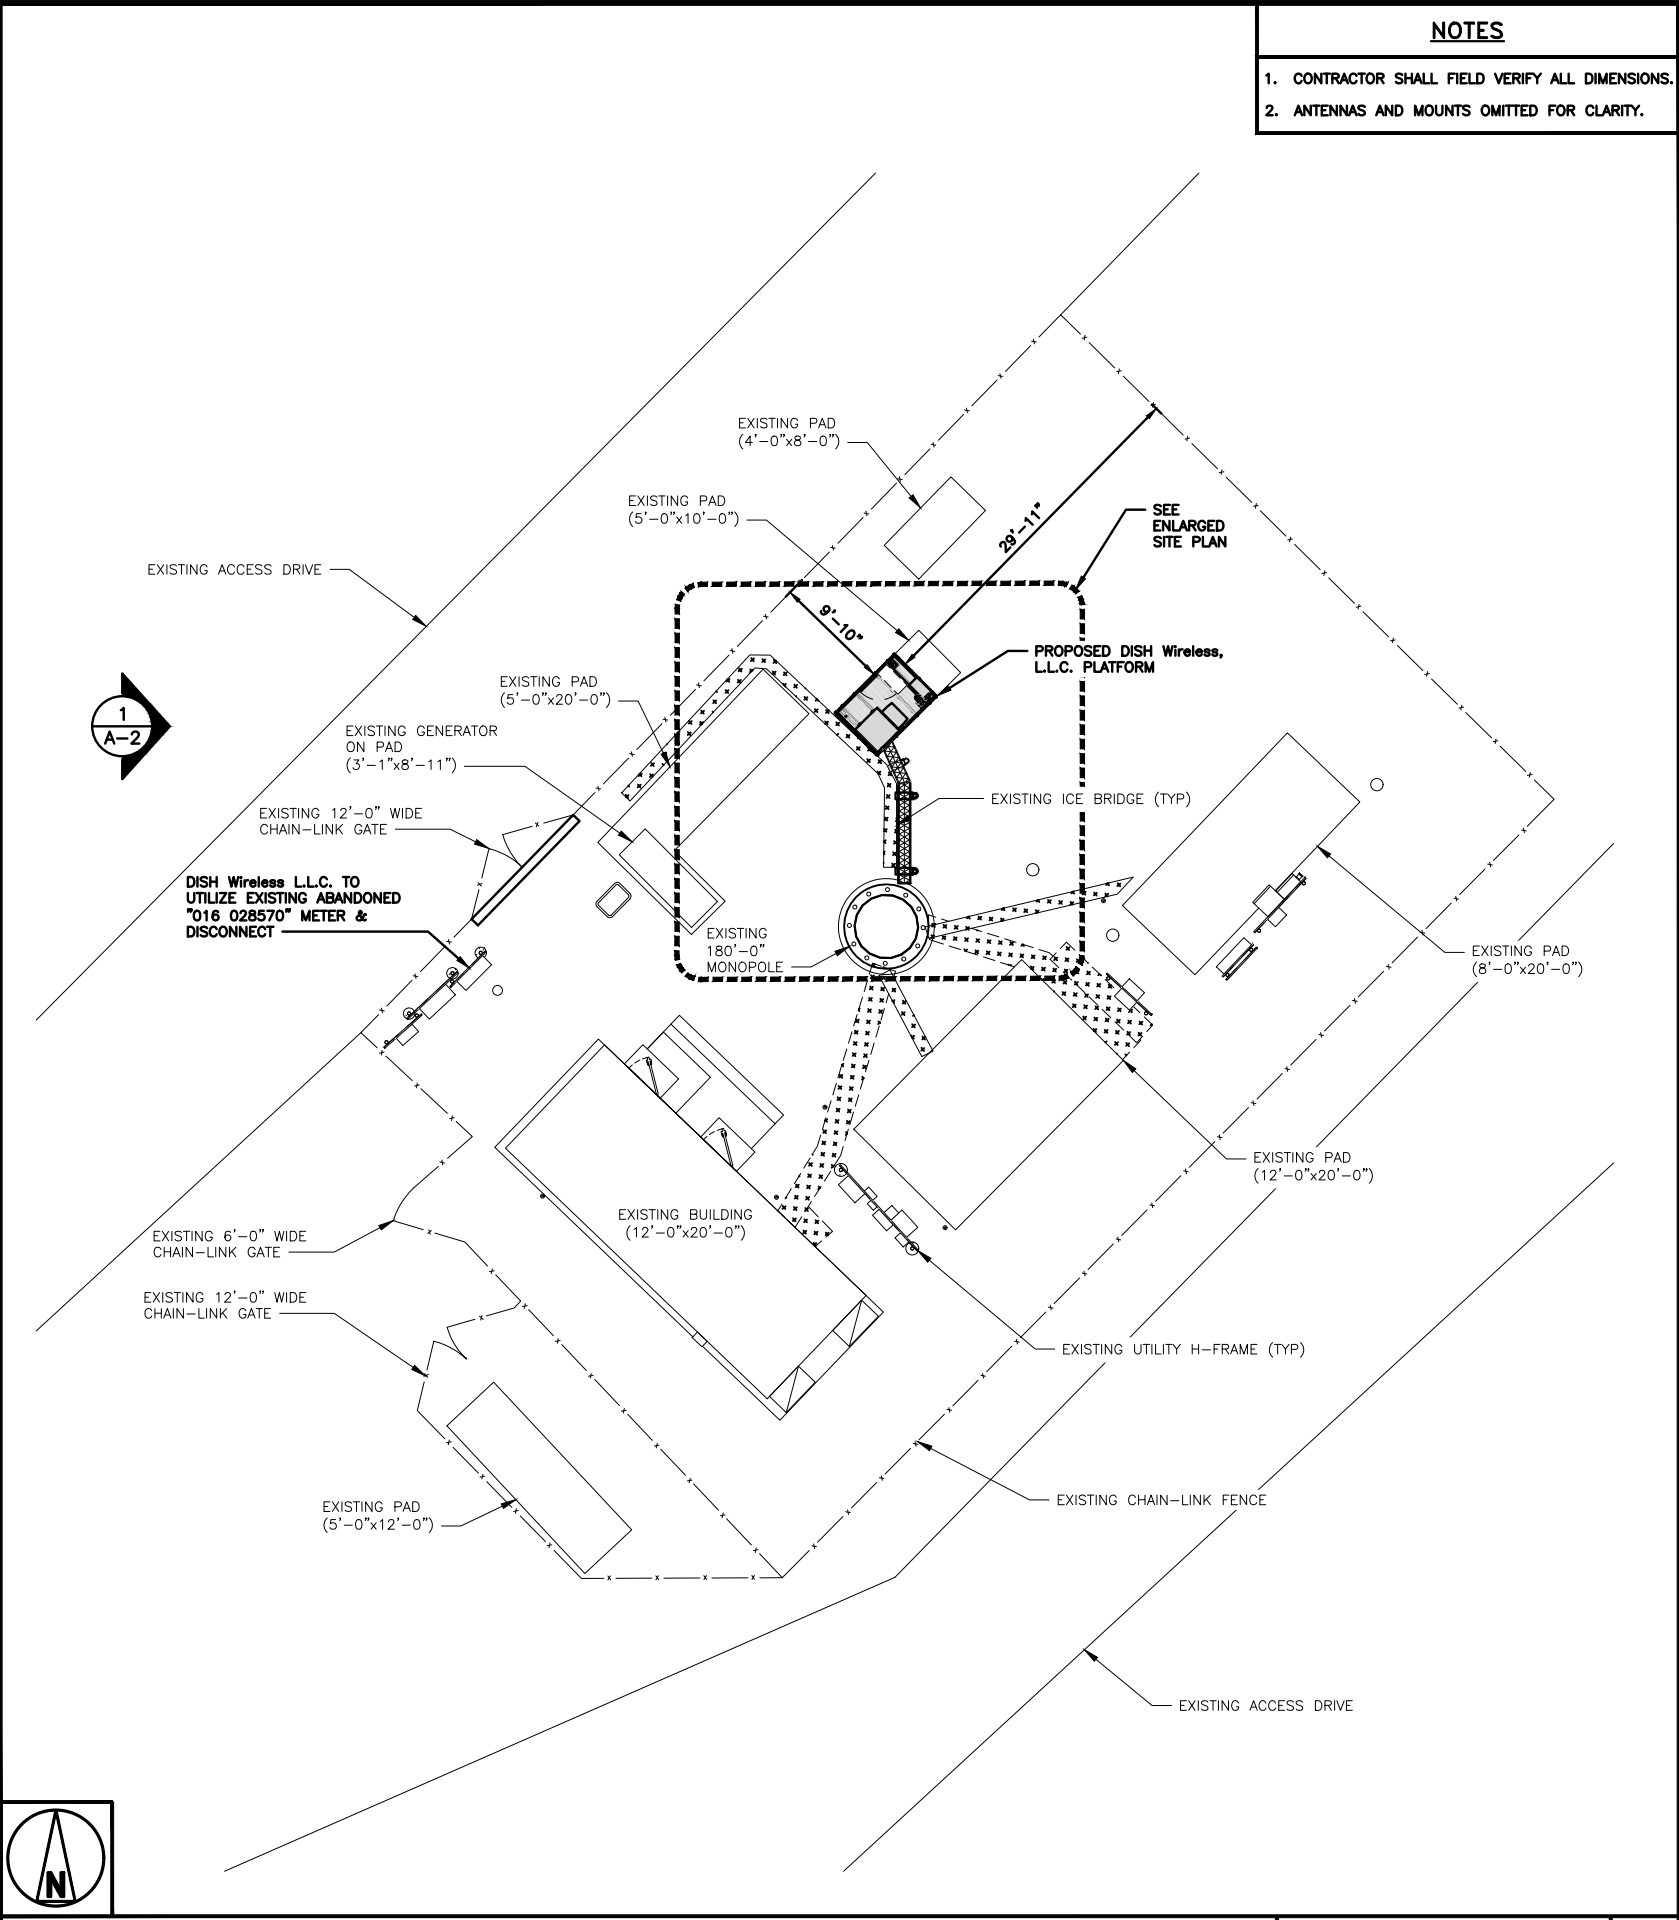 NOTES
1. CONTRACTOR SHALL FIELD VERIFY ALL DIMENSIONS.
2. ANTENNAS AND MOUNTS OMITTED FOR CLARITY.
EXISTING PAD
(4'-0"x8'-0")
EXISTING PAD
(5'-0"x10'-0")
29'-11"
SEE
ENLARGED
SITE PLAN
EXISTING ACCESS DRIVE
9'-10"
PROPOSED DISH Wireless,
L.L.C. PLATFORM
EXISTING PAD
(5'-0"x20'-0")
1
A-2
EXISTING GENERATOR
ON PAD
(3'-1"x8'-11")
EXISTING ICE BRIDGE (TYP)
EXISTING 12'-0" WIDE
CHAIN-LINK GATE
DISH Wireless L.L.C. TO
UTILIZE EXISTING ABANDONED
"016 028570" METER &
DISCONNECT
EXISTING
180'-0"
MONOPOLE
EXISTING PAD
(8'-0"x20'-0")
EXISTING PAD
(12'-0"x20'-0")
EXISTING BUILDING
(12'-0"x20'-0")
EXISTING 6'-0" WIDE
CHAIN-LINK GATE
EXISTING 12'-0" WIDE
CHAIN-LINK GATE
EXISTING UTILITY H-FRAME (TYP)
EXISTING PAD
(5'-0"x12'-0")
EXISTING CHAIN-LINK FENCE
EXISTING ACCESS DRIVE
N